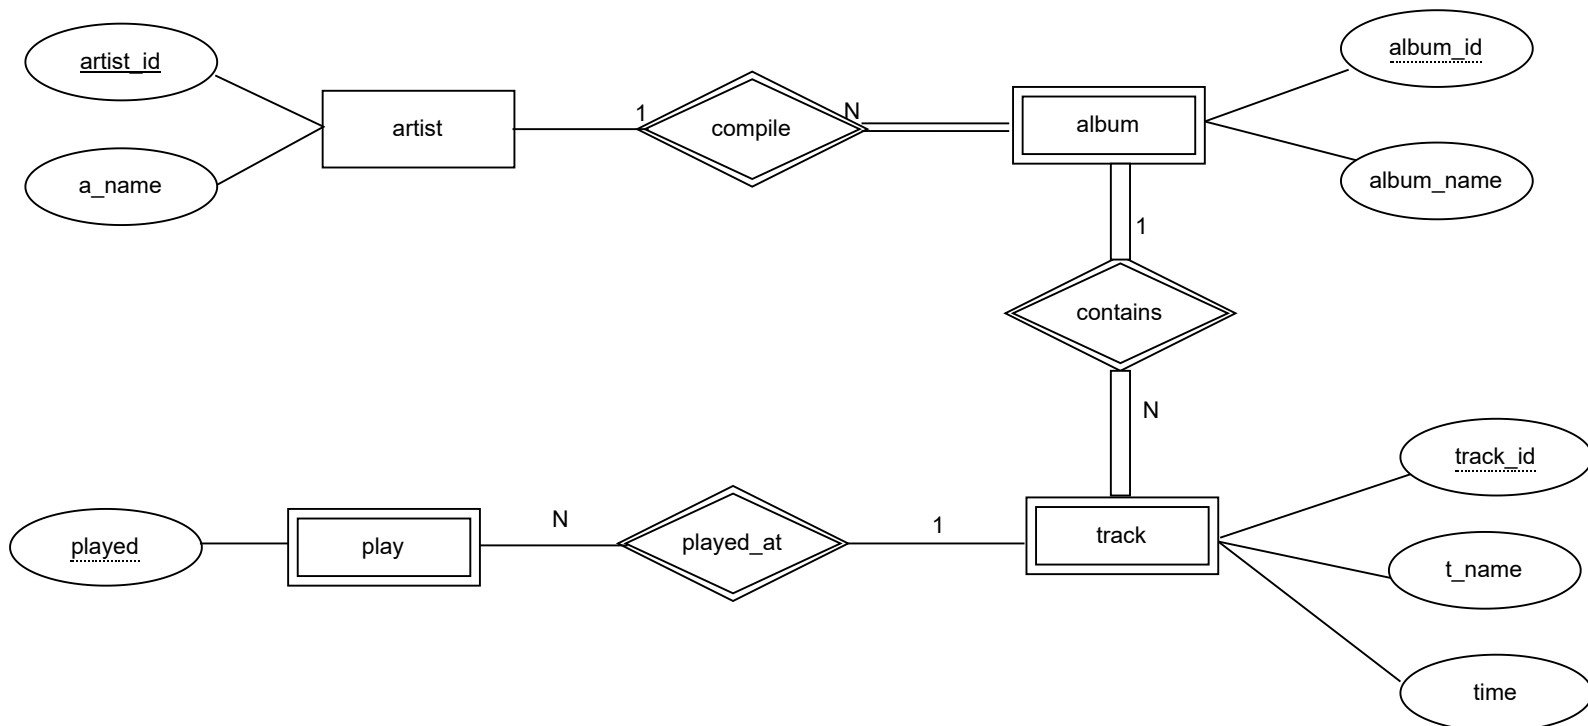 artist_id
a_name
artist
1
compile
N
album
album_id
album_name
1
contains
N
played
play
N
played_at
1
track
track_id
t_name
time